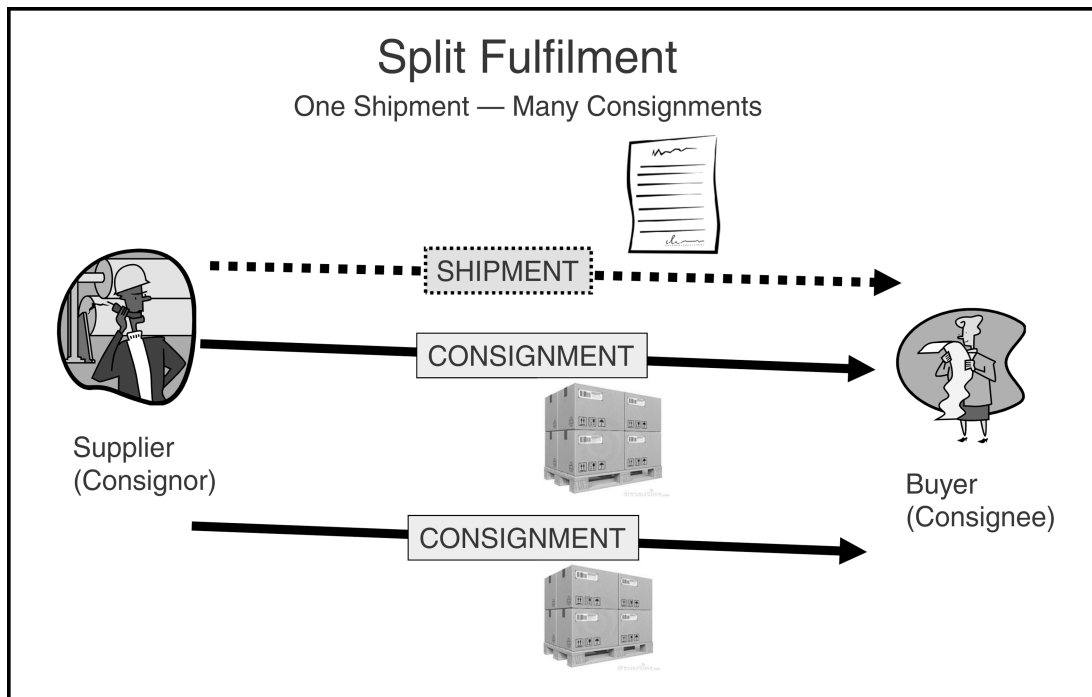 Split Fulfilment
One Shipment — Many Consignments
SHIPMENT
CONSIGNMENT
Supplier
(Consignor)
Buyer
(Consignee)
CONSIGNMENT